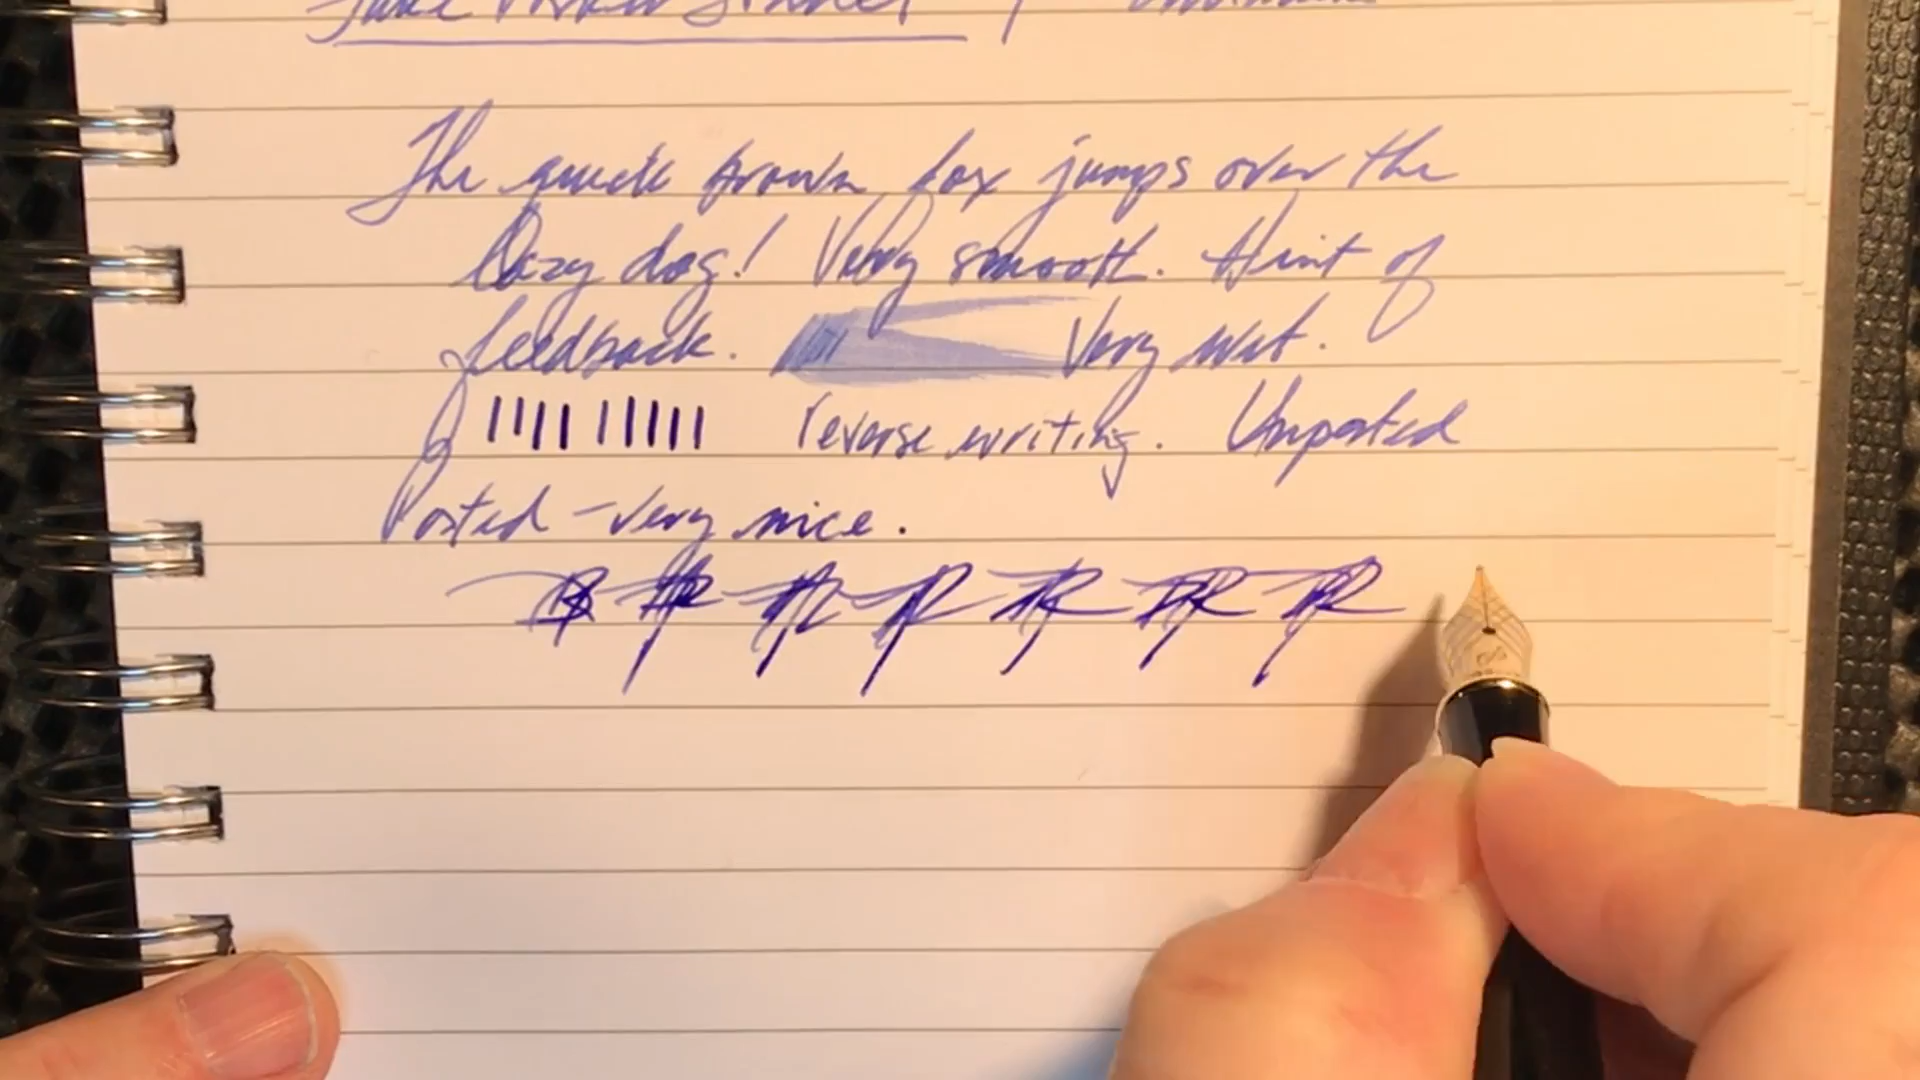 The quick brown fox jumps over the
lazy dog! Very smooth. Hint of
feedback. Very wet.
reverse writing. Unposted
Posted - very nice.